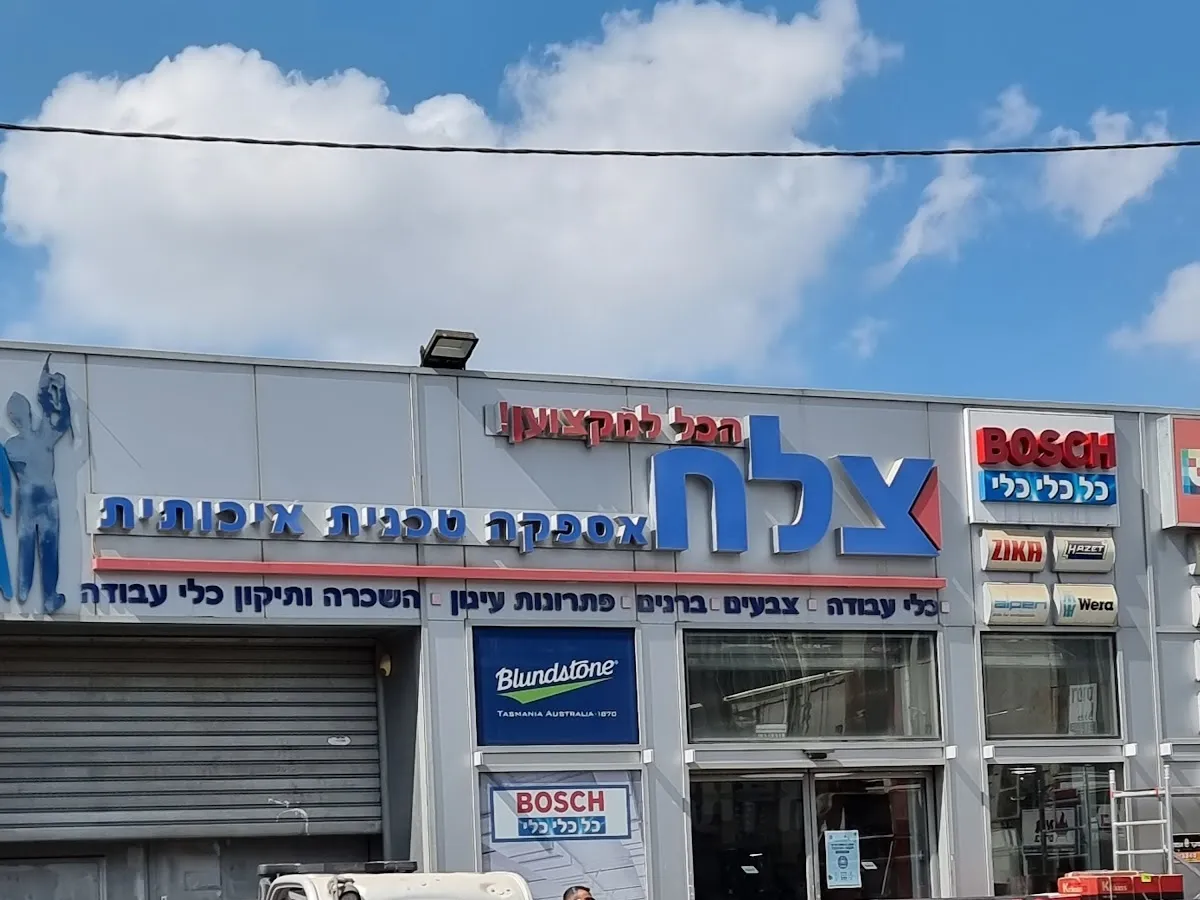 הכל למקצוען!
צלח
אספקה טכנית איכותית
כלי עבודה צבעים ברנים פתרונות עיגון השכרה ותיקון כלי עבודה
BOSCH
כל כלי כלי
ZIKA
HAZET
alpen
Wera
Blundstone
TASMANIA AUSTRALIA·1870
BOSCH
כל כלי כלי